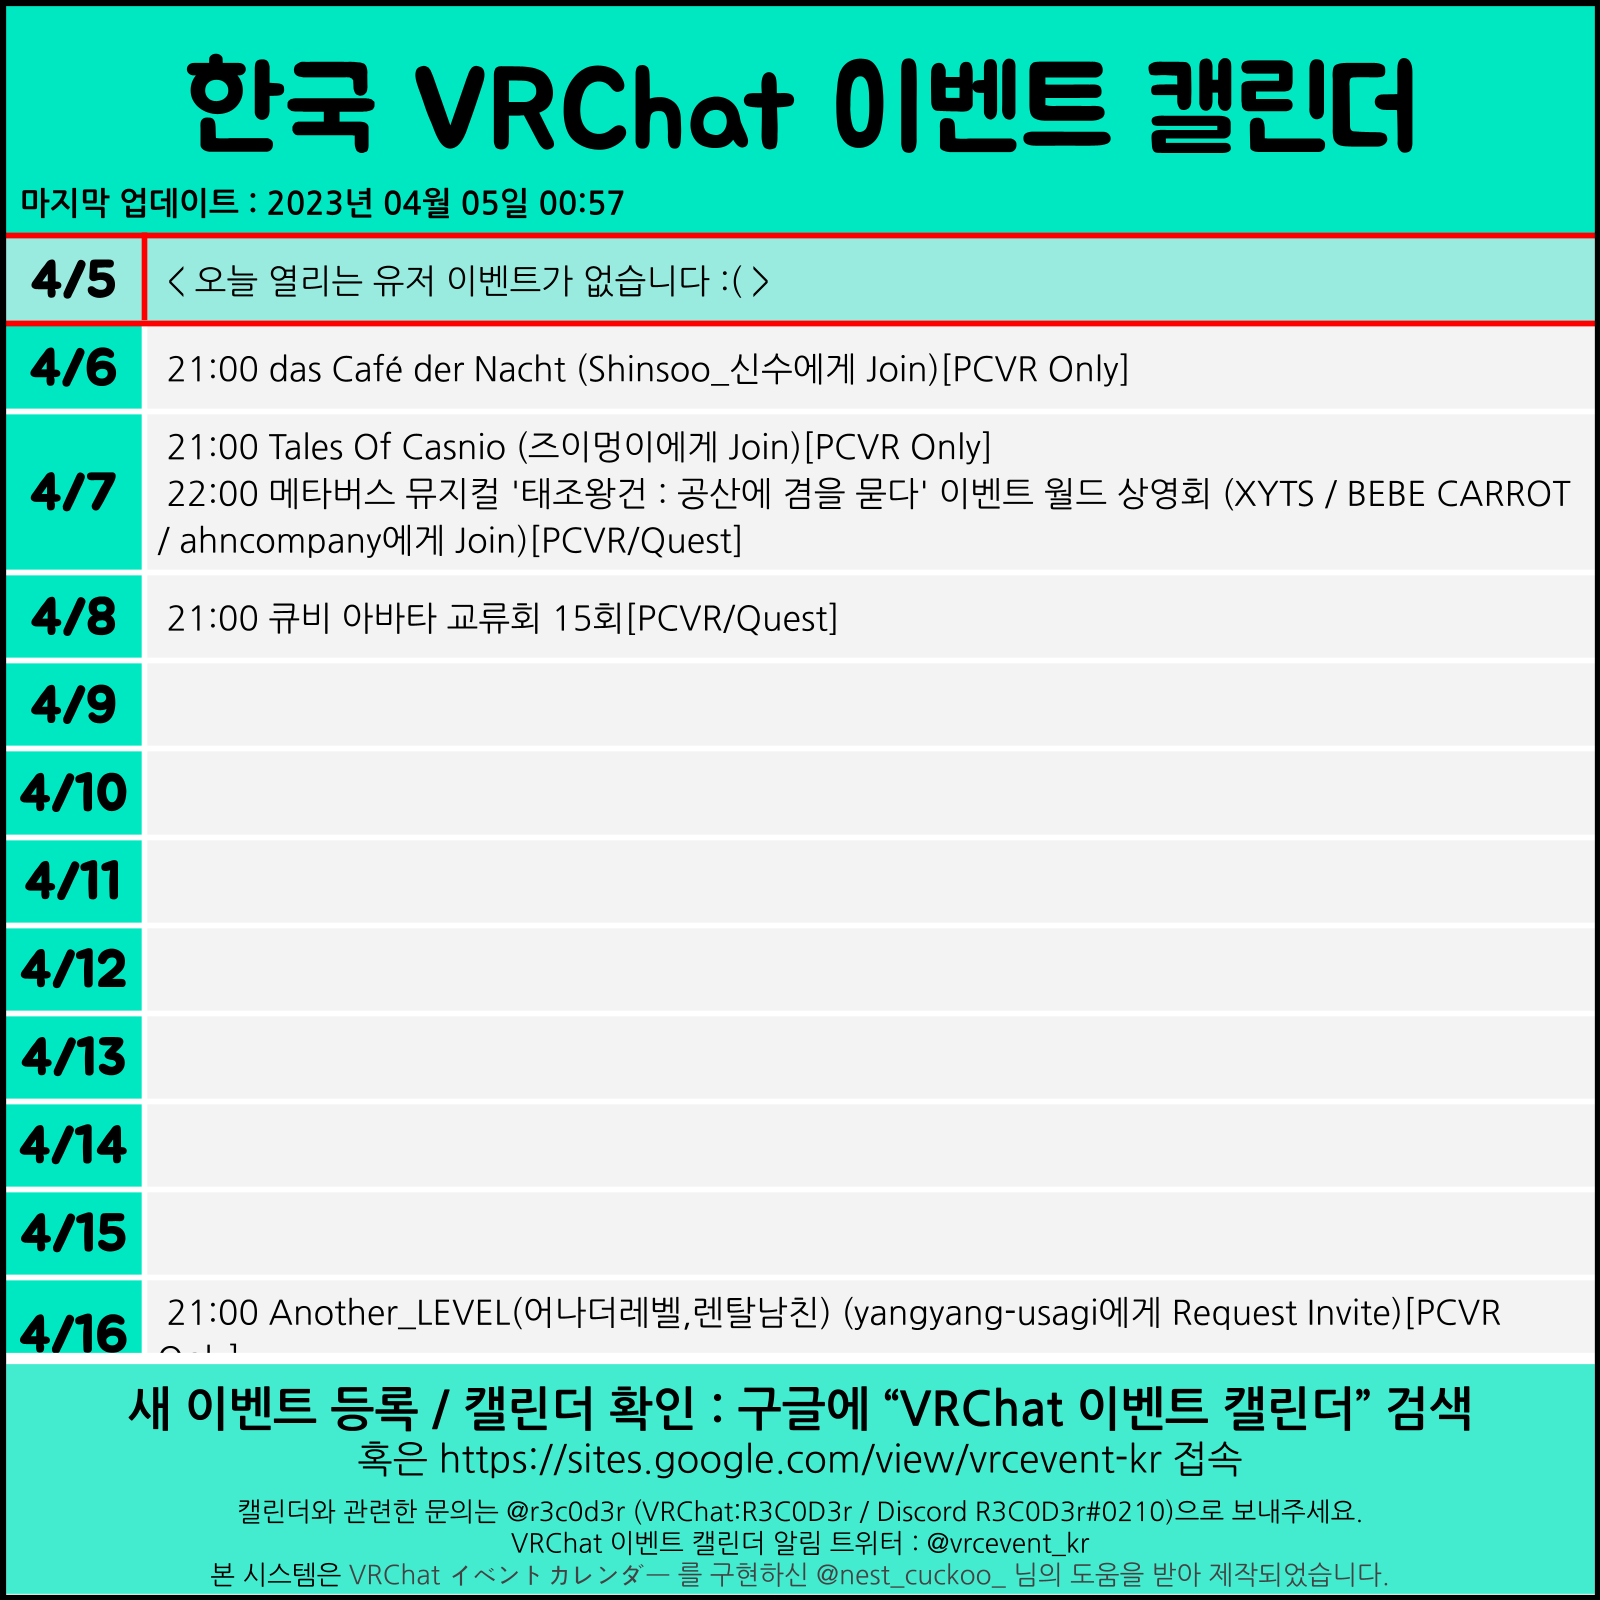 한국 VRChat 이벤트 캘린더
마지막 업데이트 : 2023년 04월 05일 00:57
4/5
< 오늘 열리는 유저 이벤트가 없습니다 :( >
4/6
21:00 das Café der Nacht (Shinsoo_신수에게 Join)[PCVR Only]
4/7
21:00 Tales Of Casnio (즈이멍이에게 Join)[PCVR Only]
22:00 메타버스 뮤지컬 '태조왕건 : 공산에 겸을 묻다' 이벤트 월드 상영회 (XYTS / BEBE CARROT
/ ahncompany에게 Join)[PCVR/Quest]
4/8
21:00 큐비 아바타 교류회 15회[PCVR/Quest]
4/9
4/10
4/11
4/12
4/13
4/14
4/15
4/16
21:00 Another_LEVEL(어나더레벨,렌탈남친) (yangyang-usagi에게 Request Invite)[PCVR
새 이벤트 등록 / 캘린더 확인 : 구글에 “VRChat 이벤트 캘린더” 검색
혹은 https://sites.google.com/view/vrcevent-kr 접속
캘린더와 관련한 문의는 @r3c0d3r (VRChat:R3C0D3r / Discord R3C0D3r#0210)으로 보내주세요.
VRChat 이벤트 캘린더 알림 트위터 : @vrcevent_kr
본 시스템은 VRChat イベントカレンダー 를 구현하신 @nest_cuckoo_ 님의 도움을 받아 제작되었습니다.